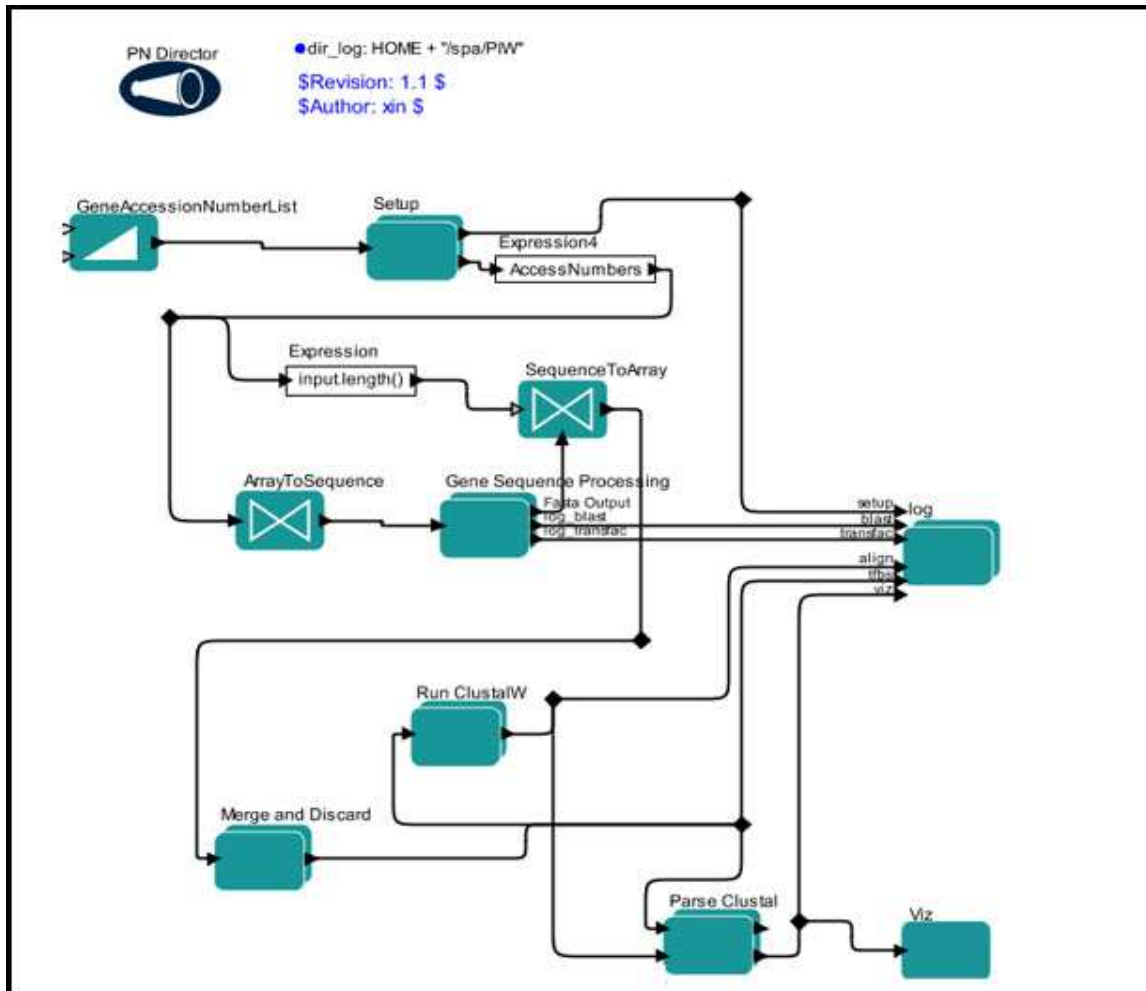 PN Director
dir_log: HOME + "/spa/PIW"
$Revision: 1.1 $
$Author: xin $
GeneAccessionNumberList
Setup
Expression4
AccessNumbers
Expression
input.length()
SequenceToArray
ArrayToSequence
Gene Sequence Processing
Fasta Output
log_blast
log_transfac
setup
log
blast
transfac
align
tfbs
viz
Run ClustalW
Merge and Discard
Parse Clustal
Viz